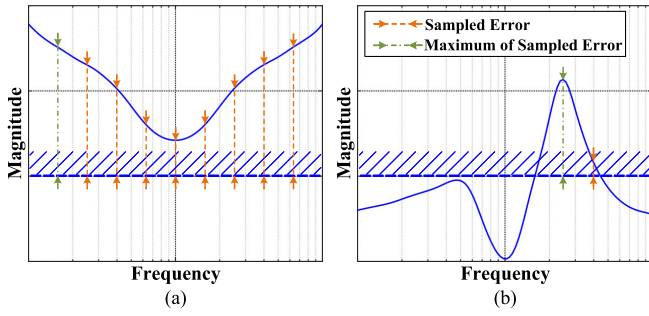 Sampled Error
Maximum of Sampled Error
Magnitude
Magnitude
Frequency
Frequency
(a)
(b)